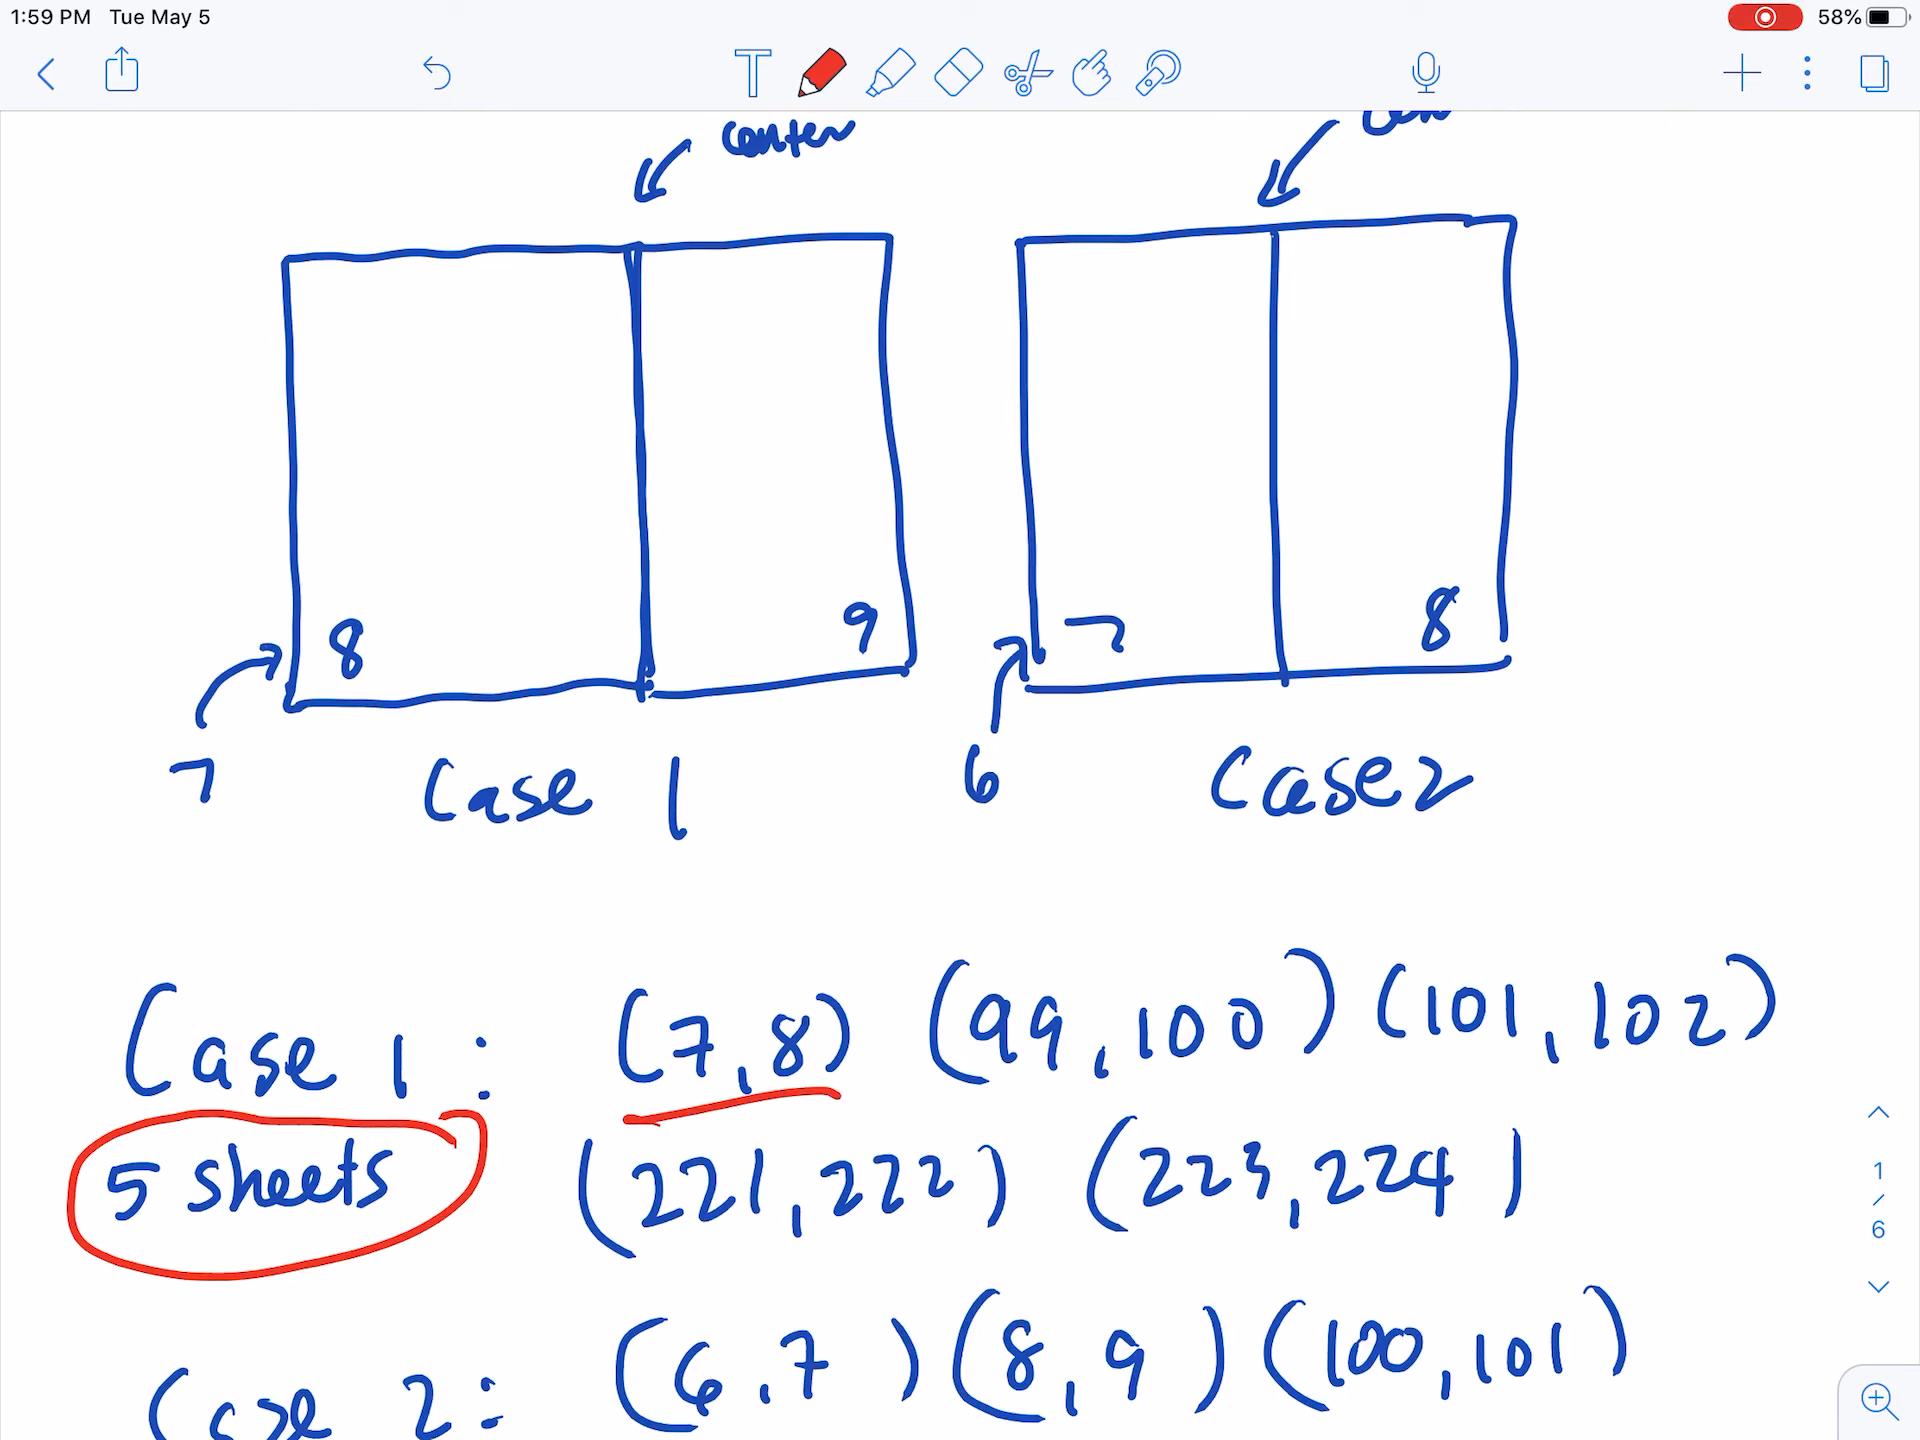 1:59 PM Tue May 5
58%
T
center
8 9
7 8
7
6
Case 1
Case 2
Case 1: (7,8) (99,100) (101,102)
5 sheets (221,222) (223,224)
1
/
6
Case 2: (6,7) (8,9) (100,101)